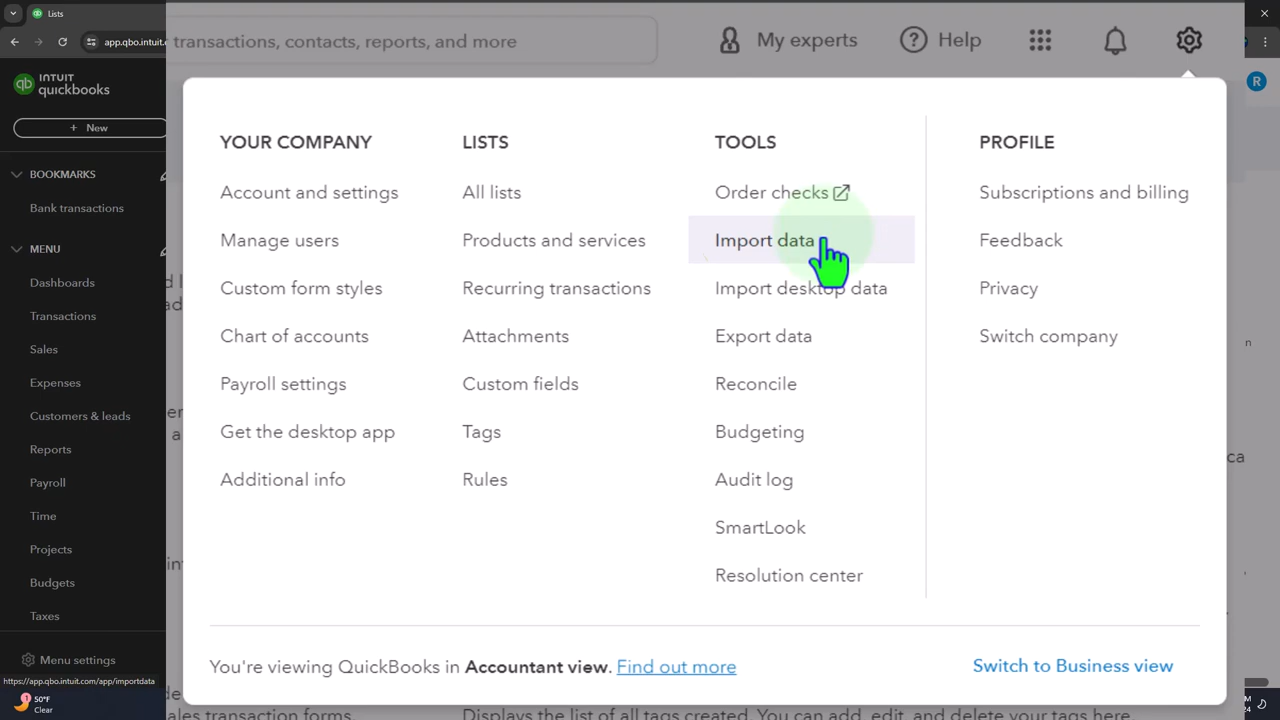 Lists
app.qbo.intuit.
transactions, contacts, reports, and more
My experts
Help
INTUIT
quickbooks
R
+ New
BOOKMARKS
Bank transactions
MENU
Dashboards
Transactions
Sales
Expenses
Customers & leads
Reports
Payroll
Time
Projects
Budgets
Taxes
Menu settings
https://app.qbo.intuit.com/app/importdata
1
50°F
Clear
YOUR COMPANY
Account and settings
Manage users
Custom form styles
Chart of accounts
Payroll settings
Get the desktop app
Additional info
LISTS
All lists
Products and services
Recurring transactions
Attachments
Custom fields
Tags
Rules
TOOLS
Order checks
Import data
Import desktop data
Export data
Reconcile
Budgeting
Audit log
SmartLook
Resolution center
PROFILE
Subscriptions and billing
Feedback
Privacy
Switch company
You're viewing QuickBooks in Accountant view. Find out more
Switch to Business view
ales transaction forms.
Displays the list of all tags created. You can add, edit, and delete your tags here